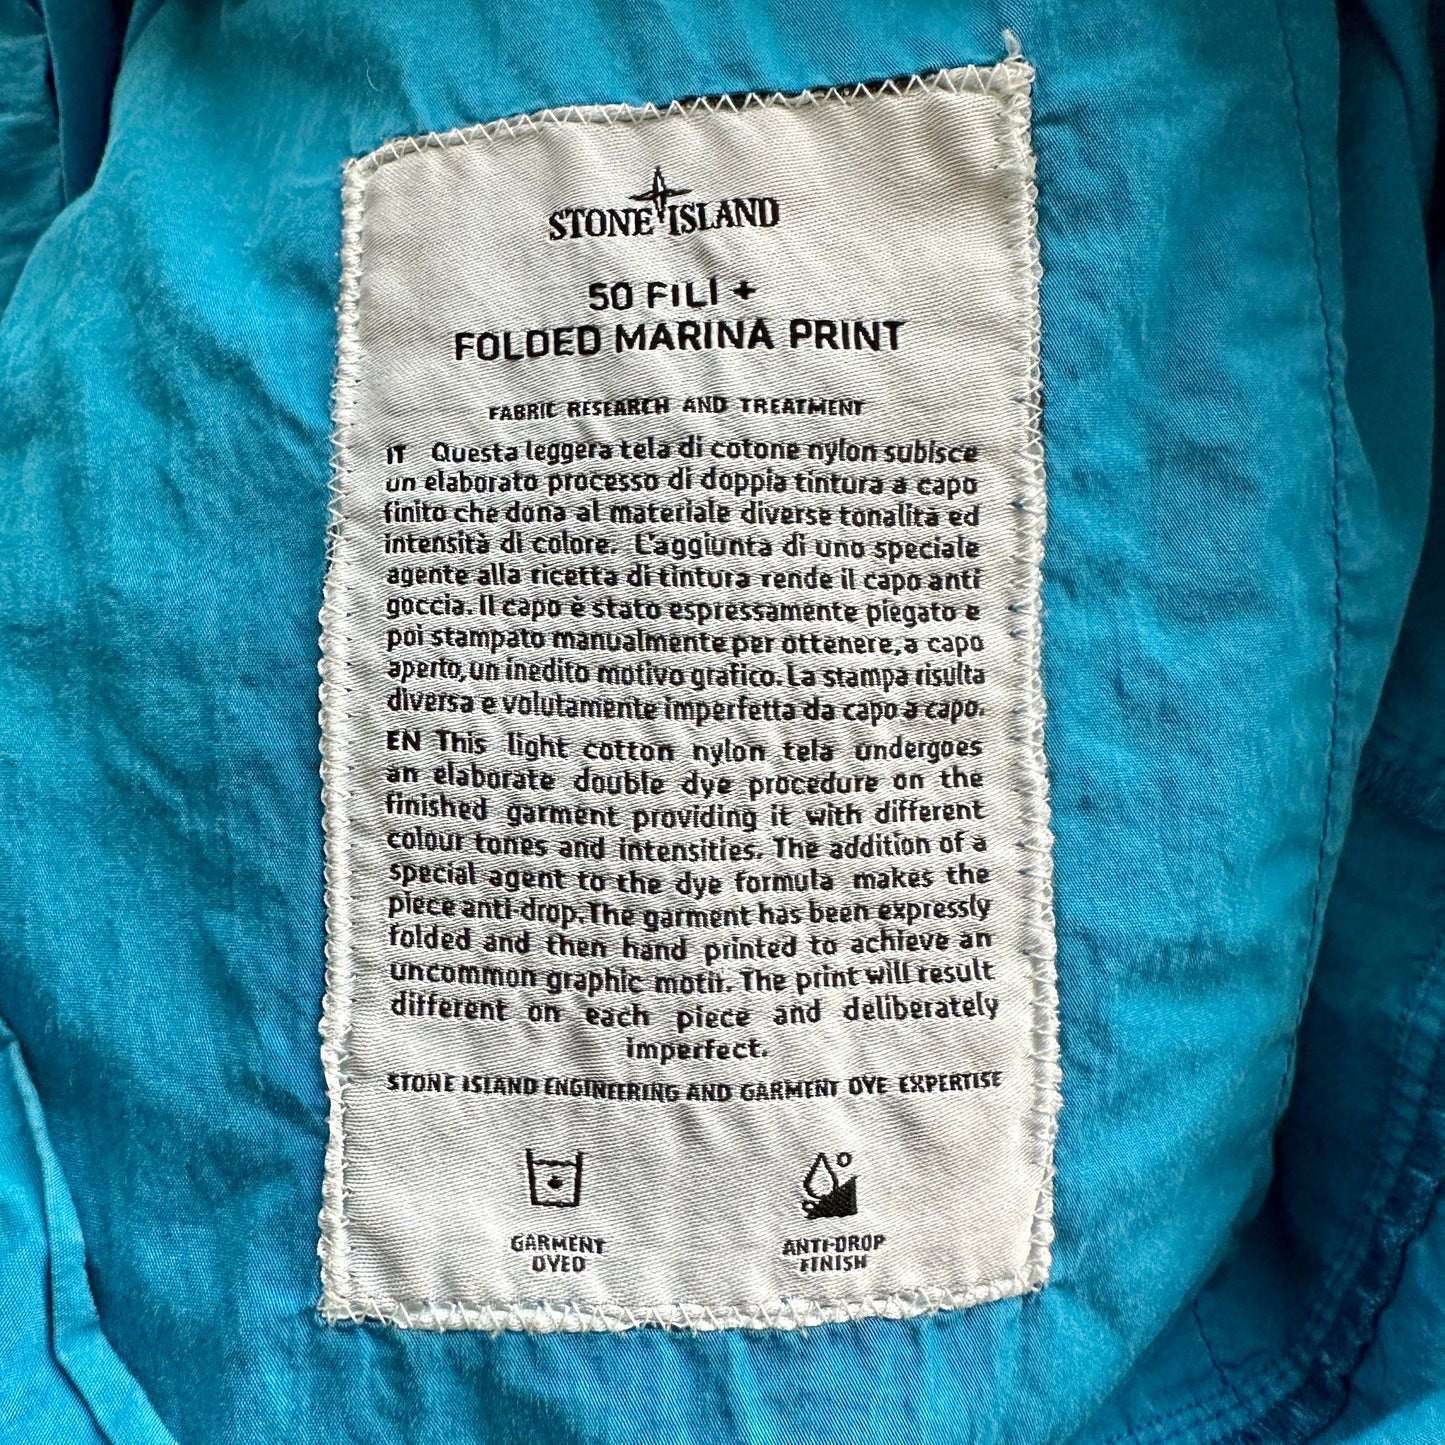 STONE ISLAND
50 FILI +
FOLDED MARINA PRINT
FABRIC RESEARCH AND TREATMENT
IT Questa leggera tela di cotone nylon subisce
un elaborato processo di doppia tintura a capo
finito che dona al materiale diverse tonalità ed
intensità di colore. L'aggiunta di uno speciale
agente alla ricetta di tintura rende il capo anti
goccia. Il capo è stato espressamente piegato e
poi stampato manualmente per ottenere, a capo
aperto, un inedito motivo grafico. La stampa risulta
diversa e volutamente imperfetta da capo a capo.
EN This light cotton nylon tela undergoes
an elaborate double dye procedure on the
finished garment providing it with different
colour tones and intensities. The addition of a
special agent to the dye formula makes the
piece anti-drop. The garment has been expressly
folded and then hand printed to achieve an
uncommon graphic motif. The print will result
different on each piece and deliberately
imperfect.
STONE ISLAND ENGINEERING AND GARMENT DYE EXPERTISE
GARMENT
DYED
ANTI-DROP
FINISH